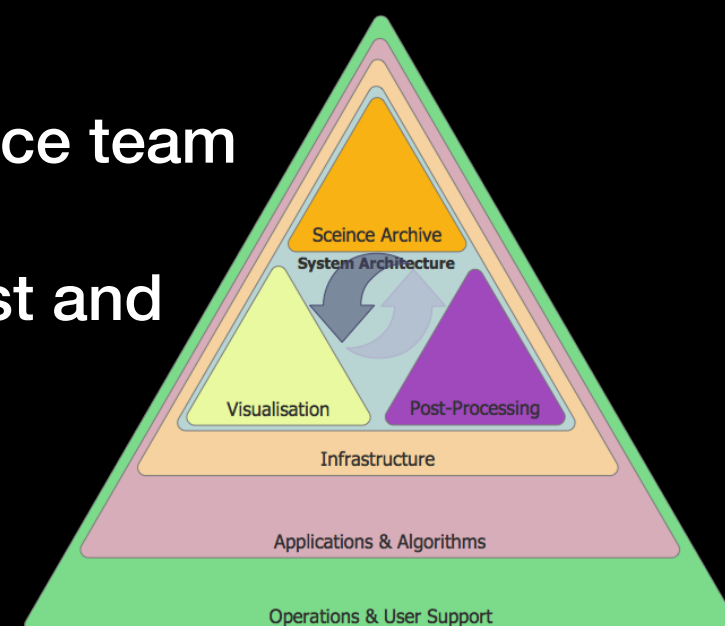 ce team
st and
Sceince Archive
System Architecture
Visualisation
Post-Processing
Infrastructure
Applications & Algorithms
Operations & User Support